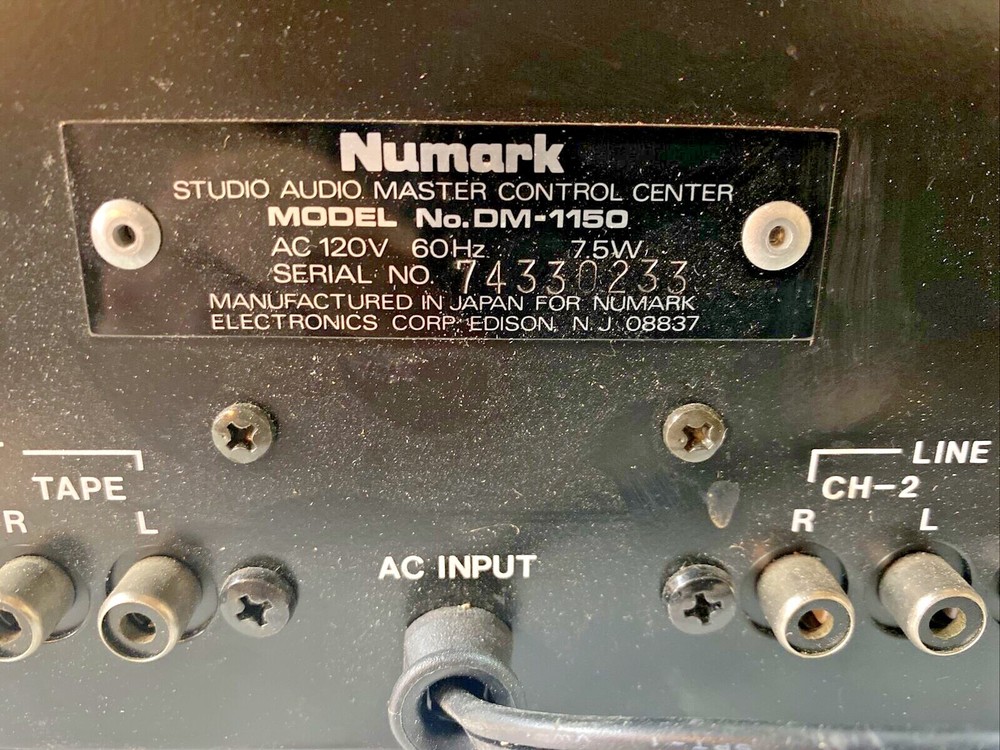 Numark
STUDIO AUDIO MASTER CONTROL CENTER
MODEL No.DM-1150
AC 120V 60Hz 7.5W
SERIAL NO. 74330233
MANUFACTURED IN JAPAN FOR NUMARK
ELECTRONICS CORP. EDISON, N.J. 08837
TAPE
R L
AC INPUT
LINE
CH-2
R L